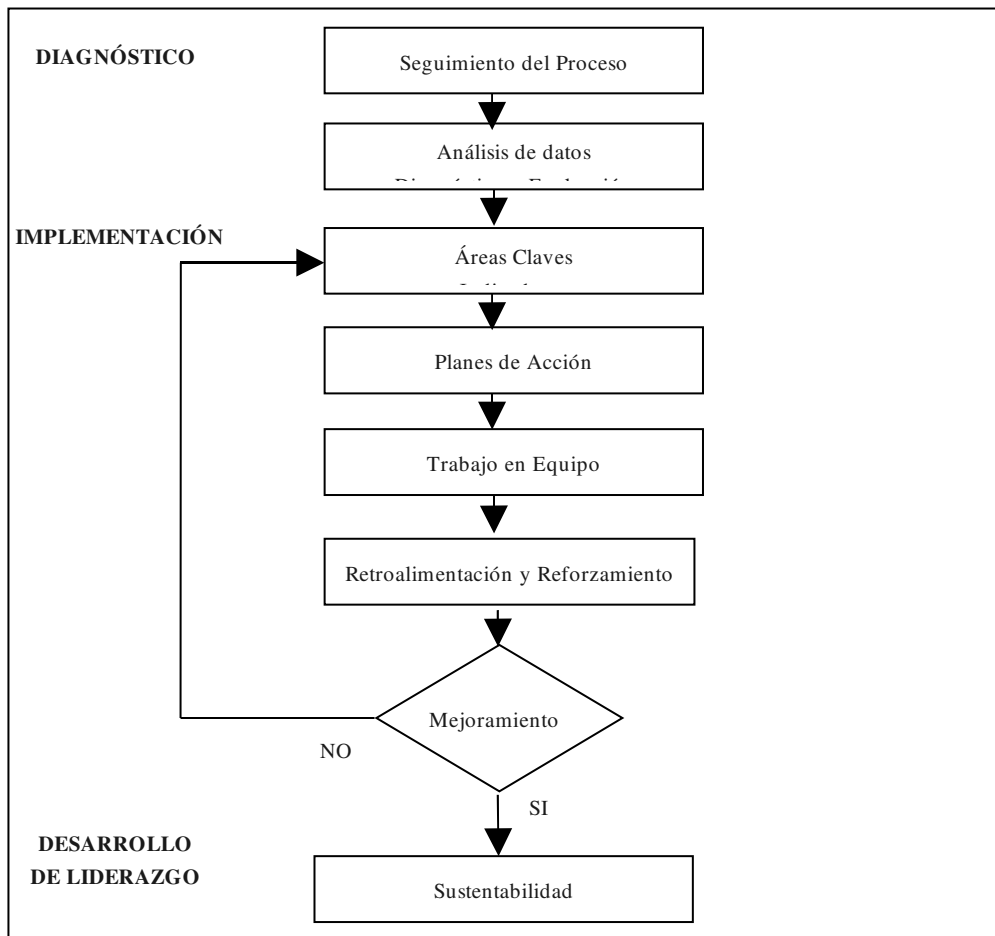 DIAGNÓSTICO
Seguimiento del Proceso
Análisis de datos
IMPLEMENTACIÓN
Áreas Claves
Planes de Acción
Trabajo en Equipo
Retroalimentación y Reforzamiento
Mejoramiento
NO
SI
DESARROLLO
DE LIDERAZGO
Sustentabilidad